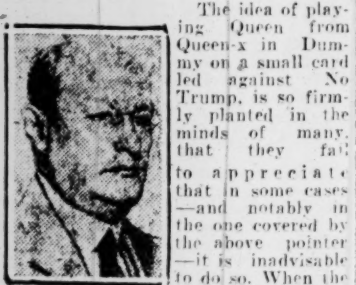 The idea of play-
ing Queen from
Queen-x in Dum-
my on a small card
led against No
Trump, is so firm-
ly planted in the
minds of many,
that they fail
to appreciate
that in some cases
—and notably in
the one covered by
the above pointer
—it is inadvisable
to do so. When the